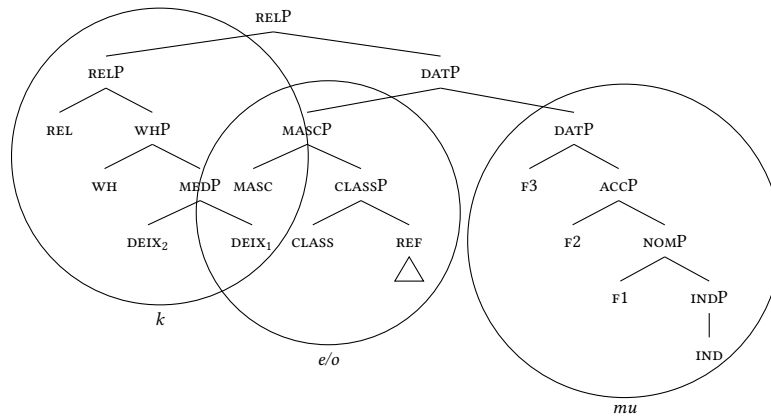 RELP
RELP DATP
REL WHP MASCP DATP
WH MEDP MASC CLASSP F3 ACCP
DEIX₂ DEIX₁ CLASS REF F2 NOMP
F1 INDP
k
IND
e/o
mu